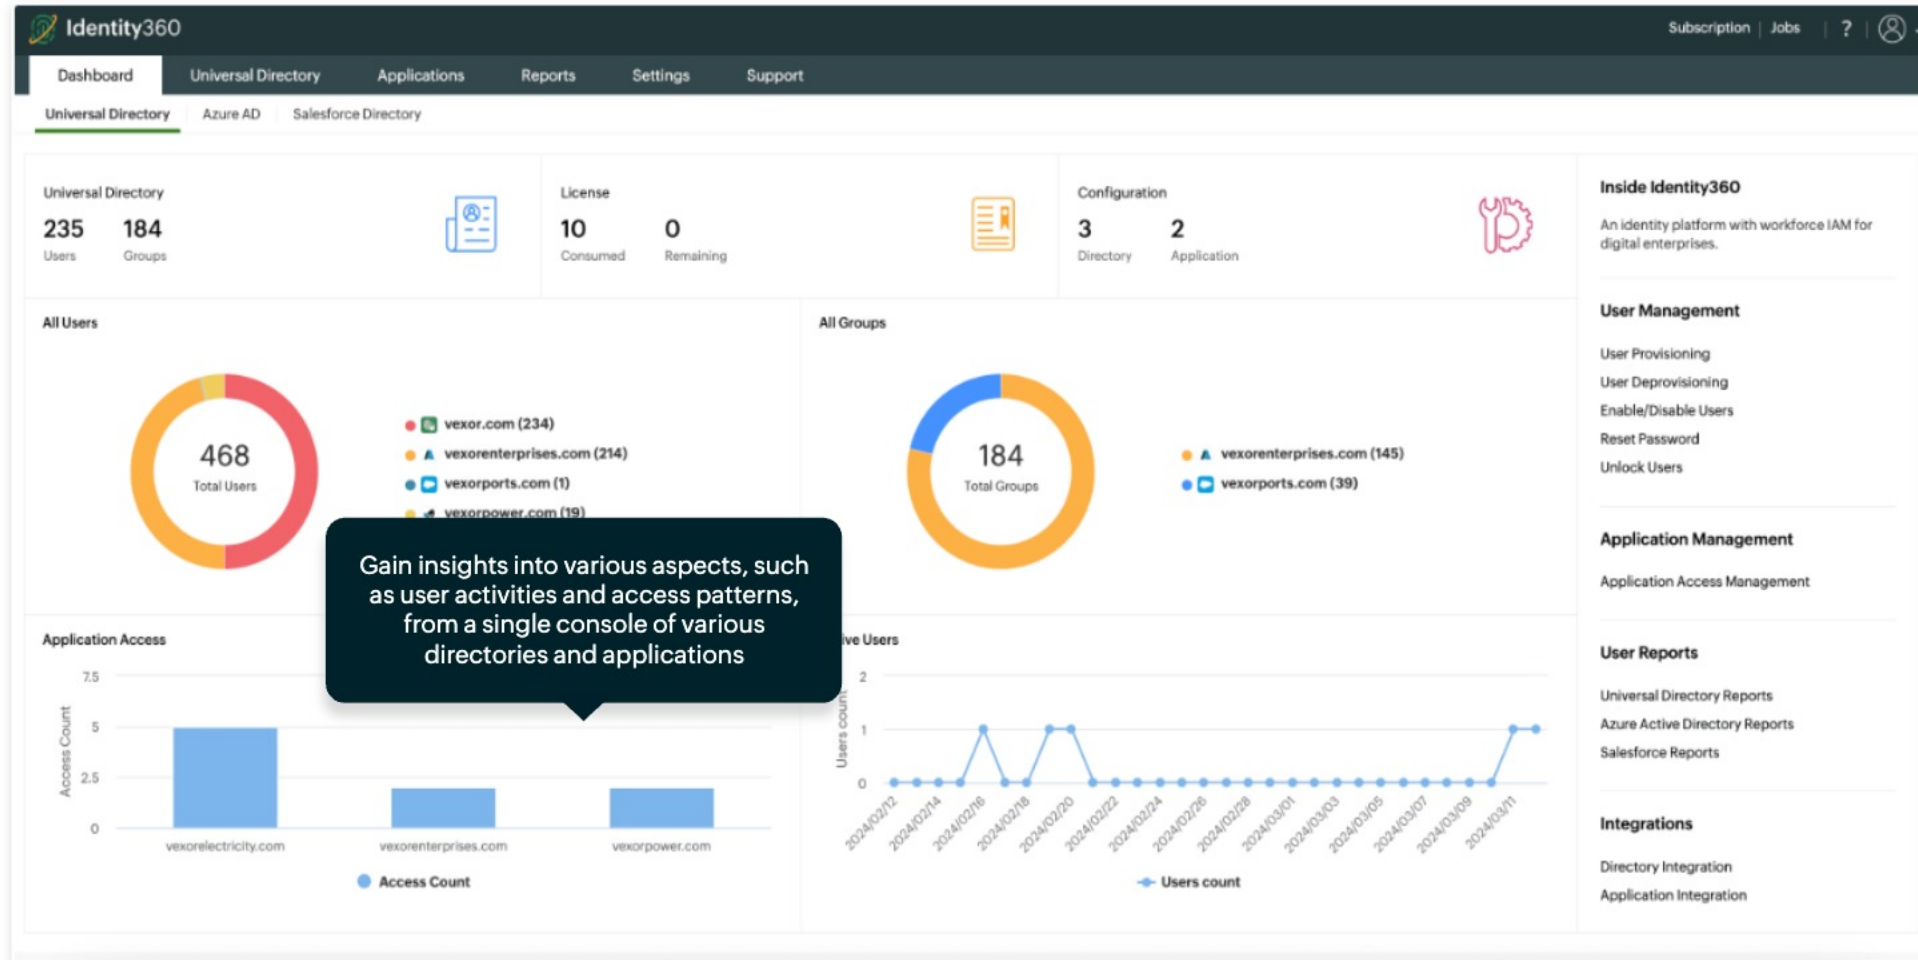 Identity360
Subscription | Jobs | ? |
Dashboard Universal Directory Applications Reports Settings Support
Universal Directory Azure AD Salesforce Directory
Universal Directory
235 184
Users Groups
License
10 0
Consumed Remaining
Configuration
3 2
Directory Application
All Users
468
Total Users
vexor.com (234)
vexorenterprises.com (214)
vexorports.com (1)
vexorpower.com (19)
All Groups
184
Total Groups
vexorenterprises.com (145)
vexorports.com (39)
Gain insights into various aspects, such
as user activities and access patterns,
from a single console of various
directories and applications
Application Access
Access Count
7.5
5
2.5
0
vexorelectricity.com vexorenterprises.com vexorpower.com
Access Count
ive Users
Users count
2
1
0
2024/02/12 2024/02/14 2024/02/16 2024/02/18 2024/02/20 2024/02/22 2024/02/24 2024/02/26 2024/02/28 2024/03/01 2024/03/03 2024/03/05 2024/03/07 2024/03/09 2024/03/11
Users count
Inside Identity360
An identity platform with workforce IAM for
digital enterprises.
User Management
User Provisioning
User Deprovisioning
Enable/Disable Users
Reset Password
Unlock Users
Application Management
Application Access Management
User Reports
Universal Directory Reports
Azure Active Directory Reports
Salesforce Reports
Integrations
Directory Integration
Application Integration